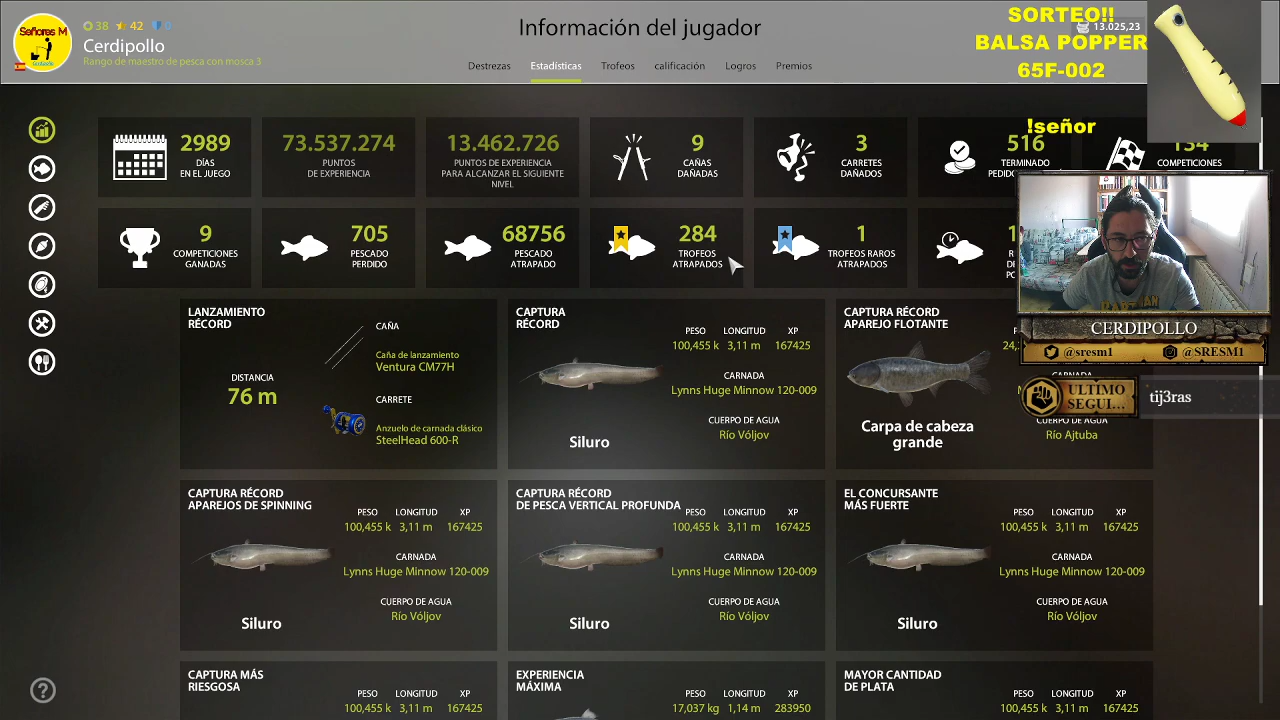 Señores M
38 42 0
Cerdipollo
Rango de maestro de pesca con mosca 3
Información del jugador
Destrezas Estadísticas Trofeos calificación Logros Premios
13.025,23
SORTEO!!
BALSA POPPER
65F-002
!señor
2989
DÍAS
EN EL JUEGO
73.537.274
PUNTOS
DE EXPERIENCIA
13.462.726
PUNTOS DE EXPERIENCIA
PARA ALCANZAR EL SIGUIENTE
NIVEL
9
CAÑAS
DAÑADAS
3
CARRETES
DAÑADOS
516
TERMINADO
COMPETICIONES
9
COMPETICIONES
GANADAS
705
PESCADO
PERDIDO
68756
PESCADO
ATRAPADO
284
TROFEOS
ATRAPADOS
1
TROFEOS RAROS
ATRAPADOS
CERDIPOLLO
@sresm1 @SRESM1
ULTIMO
SEGUI...
tij3ras
LANZAMIENTO
RÉCORD
DISTANCIA
76 m
CAÑA
Caña de lanzamiento
Ventura CM77H
CARRETE
Anzuelo de carnada clásico
SteelHead 600-R
CAPTURA
RÉCORD
PESO LONGITUD XP
100,455 k 3,11 m 167425
CARNADA
Lynns Huge Minnow 120-009
CUERPO DE AGUA
Río Vóljov
Siluro
CAPTURA RÉCORD
APAREJO FLOTANTE
CUERPO DE AGUA
Río Ajtuba
Carpa de cabeza
grande
CAPTURA RÉCORD
APAREJOS DE SPINNING
PESO LONGITUD XP
100,455 k 3,11 m 167425
CARNADA
Lynns Huge Minnow 120-009
CUERPO DE AGUA
Río Vóljov
Siluro
CAPTURA RÉCORD
DE PESCA VERTICAL PROFUNDA
PESO LONGITUD XP
100,455 k 3,11 m 167425
CARNADA
Lynns Huge Minnow 120-009
CUERPO DE AGUA
Río Vóljov
Siluro
EL CONCURSANTE
MÁS FUERTE
PESO LONGITUD XP
100,455 k 3,11 m 167425
CARNADA
Lynns Huge Minnow 120-009
CUERPO DE AGUA
Río Vóljov
Siluro
CAPTURA MÁS
RIESGOSA
PESO LONGITUD XP
100,455 k 3,11 m 167425
EXPERIENCIA
MÁXIMA
PESO LONGITUD XP
17,037 kg 1,14 m 283950
MAYOR CANTIDAD
DE PLATA
PESO LONGITUD XP
100,455 k 3,11 m 167425
?